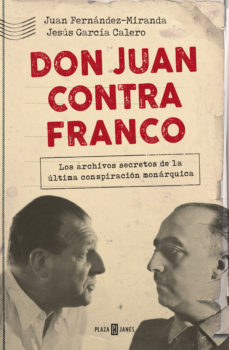 Juan Fernández-Miranda
Jesús García Calero
DON JUAN
CONTRA
FRANCO
Los archivos secretos de la
última conspiración monárquica
PLAZA JANÉS